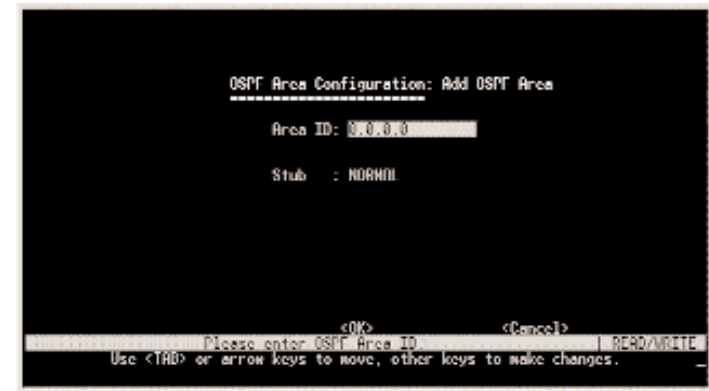 OSPF Area Configuration: Add OSPF Area
Area ID: 0.0.0.0
Stub : NORMAL
<OK> <Cancel>
Please enter OSPF Area ID. | READ/WRITE
Use <TAB> or arrow keys to move, other keys to make changes.